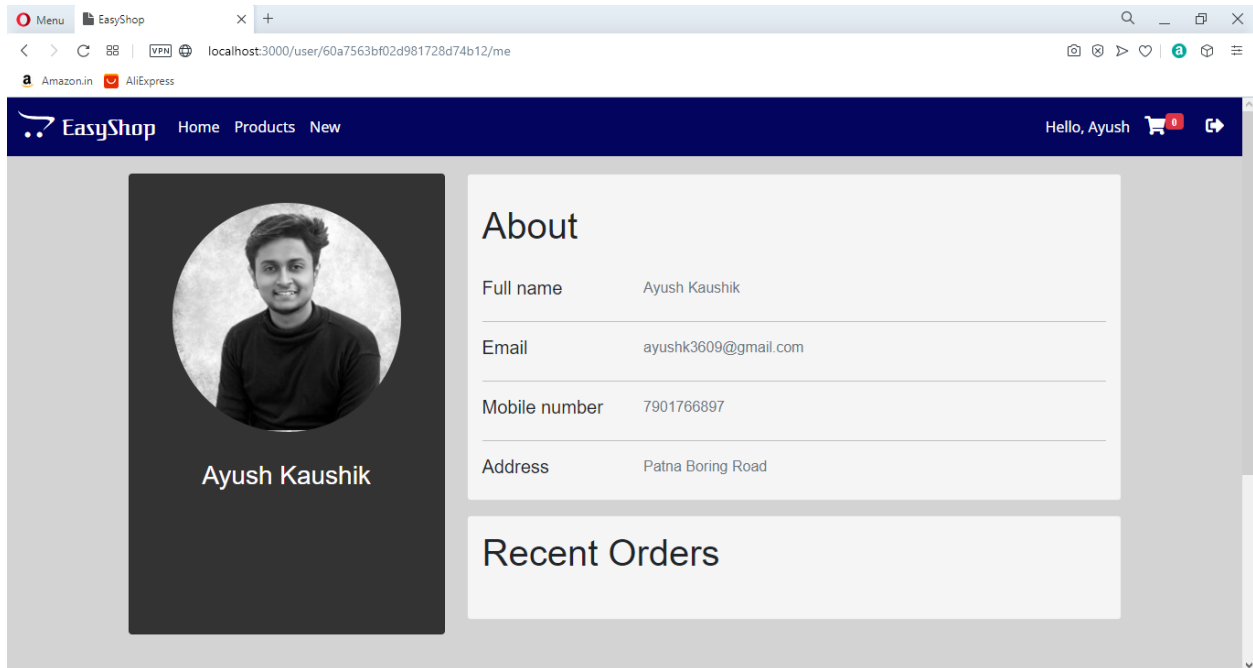 Menu EasyShop
VPN localhost:3000/user/60a7563bf02d981728d74b12/me
a Amazon.in AliExpress
EasyShop Home Products New Hello, Ayush 0
About
Full name Ayush Kaushik
Email ayushk3609@gmail.com
Mobile number 7901766897
Ayush Kaushik
Address Patna Boring Road
Recent Orders